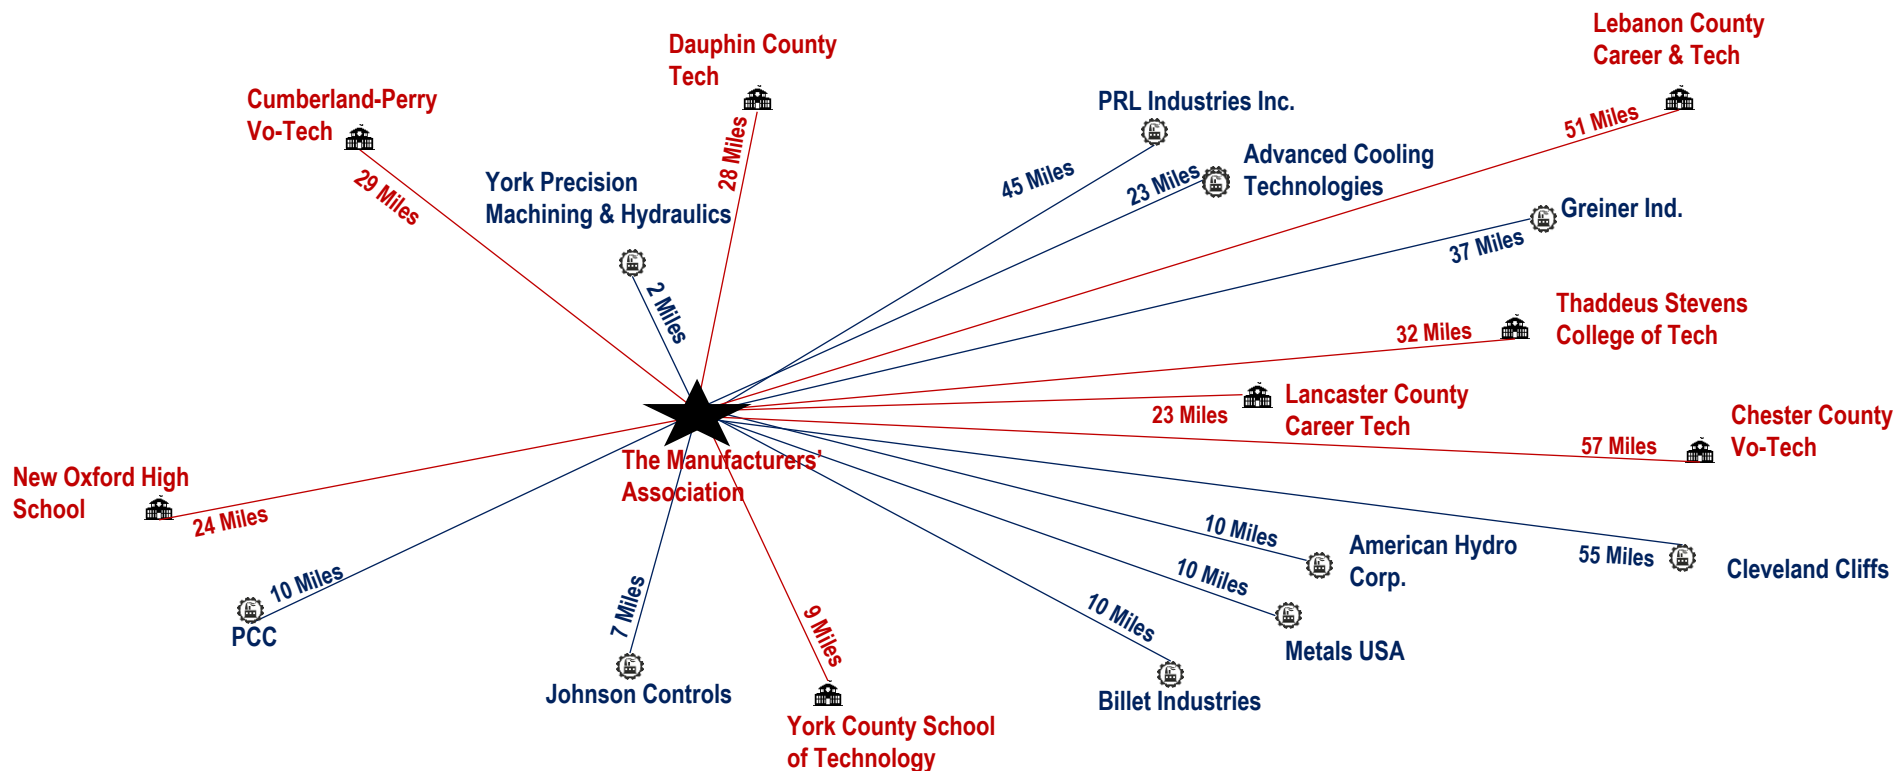 Lebanon County
Career & Tech
Dauphin County
Tech
Cumberland-Perry
Vo-Tech
PRL Industries Inc.
51 Miles
28 Miles
Advanced Cooling
Technologies
29 Miles
York Precision
Machining & Hydraulics
45 Miles
23 Miles
Greiner Ind.
37 Miles
2 Miles
Thaddeus Stevens
College of Tech
32 Miles
Lancaster County
Career Tech
23 Miles
Chester County
Vo-Tech
57 Miles
The Manufacturers'
Association
New Oxford High
School
24 Miles
10 Miles
American Hydro
Corp.
55 Miles
Cleveland Cliffs
10 Miles
PCC
10 Miles
Metals USA
7 Miles
9 Miles
10 Miles
Johnson Controls
Billet Industries
York County School
of Technology